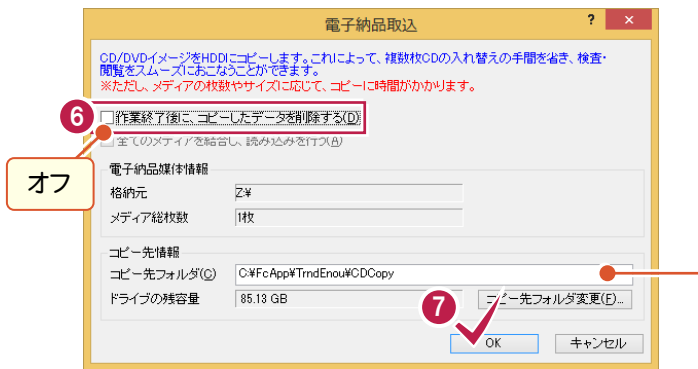 電子納品取込
? ×
CD/DVDイメージをHDDにコピーします。これによって、複数枚CDの入れ替えの手間を省き、検査・
閲覧をスムーズにおこなうことができます。
※ただし、メディアの枚数やサイズに応じて、コピーに時間がかかります。
6
作業終了後に、コピーしたデータを削除する(D)
全てのメディアを結合し、読み込みを行う(A)
オフ
電子納品媒体情報
格納元 Z:¥
メディア総枚数 1枚
コピー先情報
コピー先フォルダ(C) C:¥FcApp¥TrndEnou¥CDCopy
ドライブの残容量 85.13 GB コピー先フォルダ変更(F)...
7
OK キャンセル